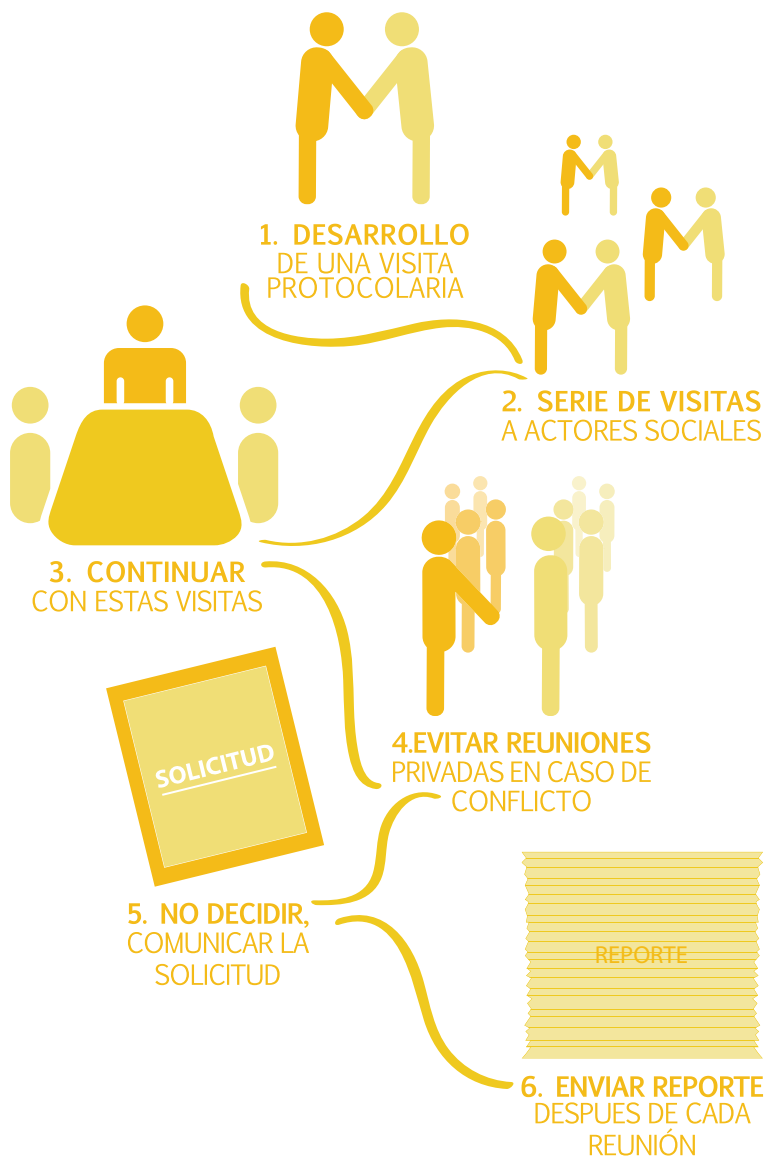 1. DESARROLLO
DE UNA VISITA
PROTOCOLARIA
2. SERIE DE VISITAS
A ACTORES SOCIALES
3. CONTINUAR
CON ESTAS VISITAS
4.EVITAR REUNIONES
PRIVADAS EN CASO DE
CONFLICTO
SOLICITUD
5. NO DECIDIR,
COMUNICAR LA
SOLICITUD
REPORTE
6. ENVIAR REPORTE
DESPUES DE CADA
REUNIÓN